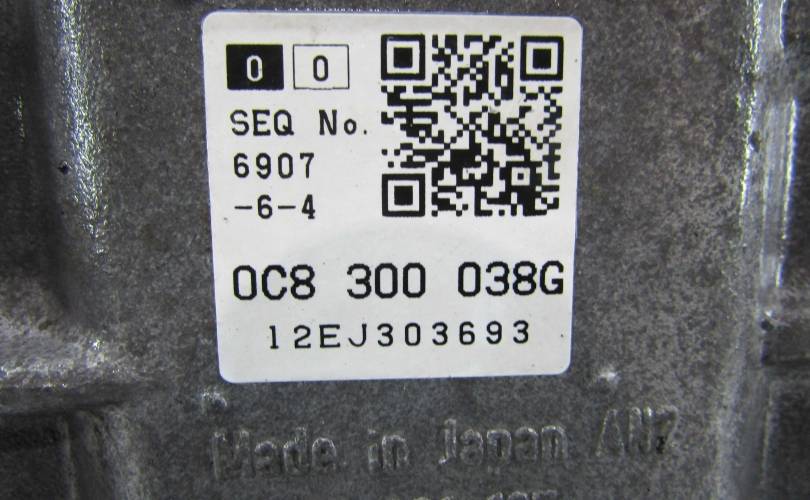 0 0
SEQ No.
6907
-6-4
0C8 300 038G
12EJ303693
Made in Japan